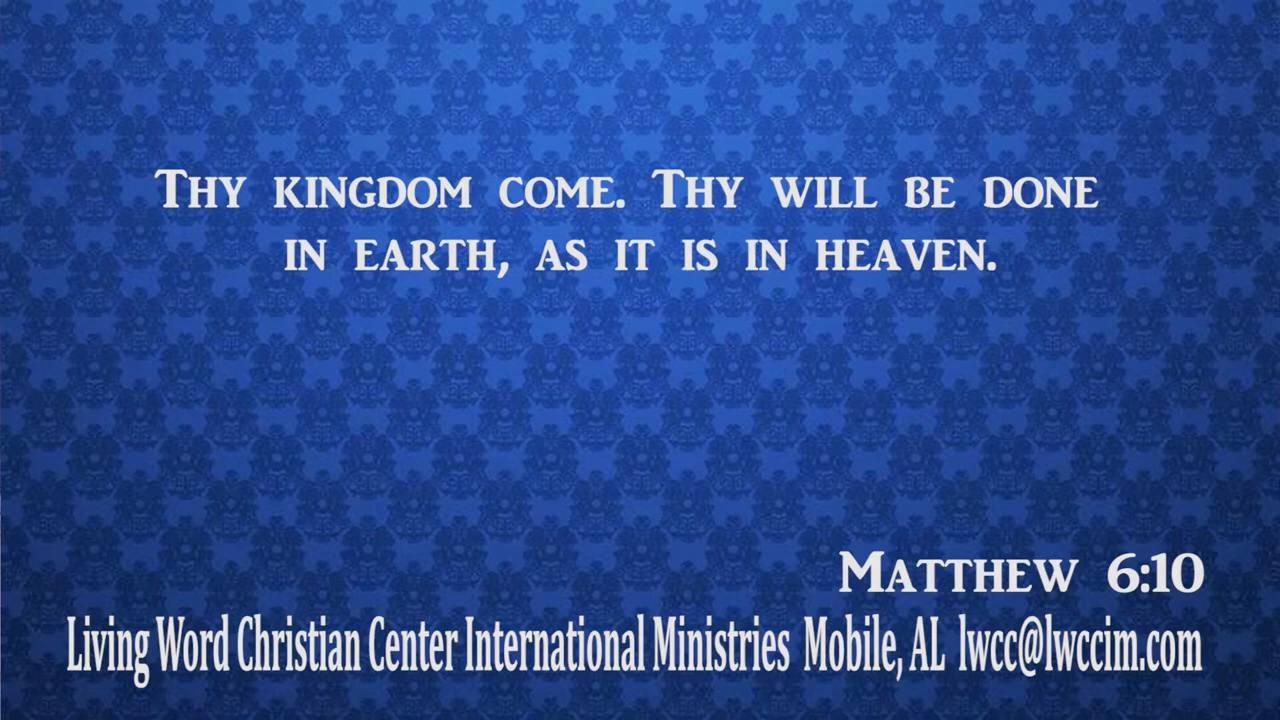 Thy kingdom come. Thy will be done
in earth, as it is in heaven.
Matthew 6:10
Living Word Christian Center International Ministries Mobile, AL lwcc@lwccim.com